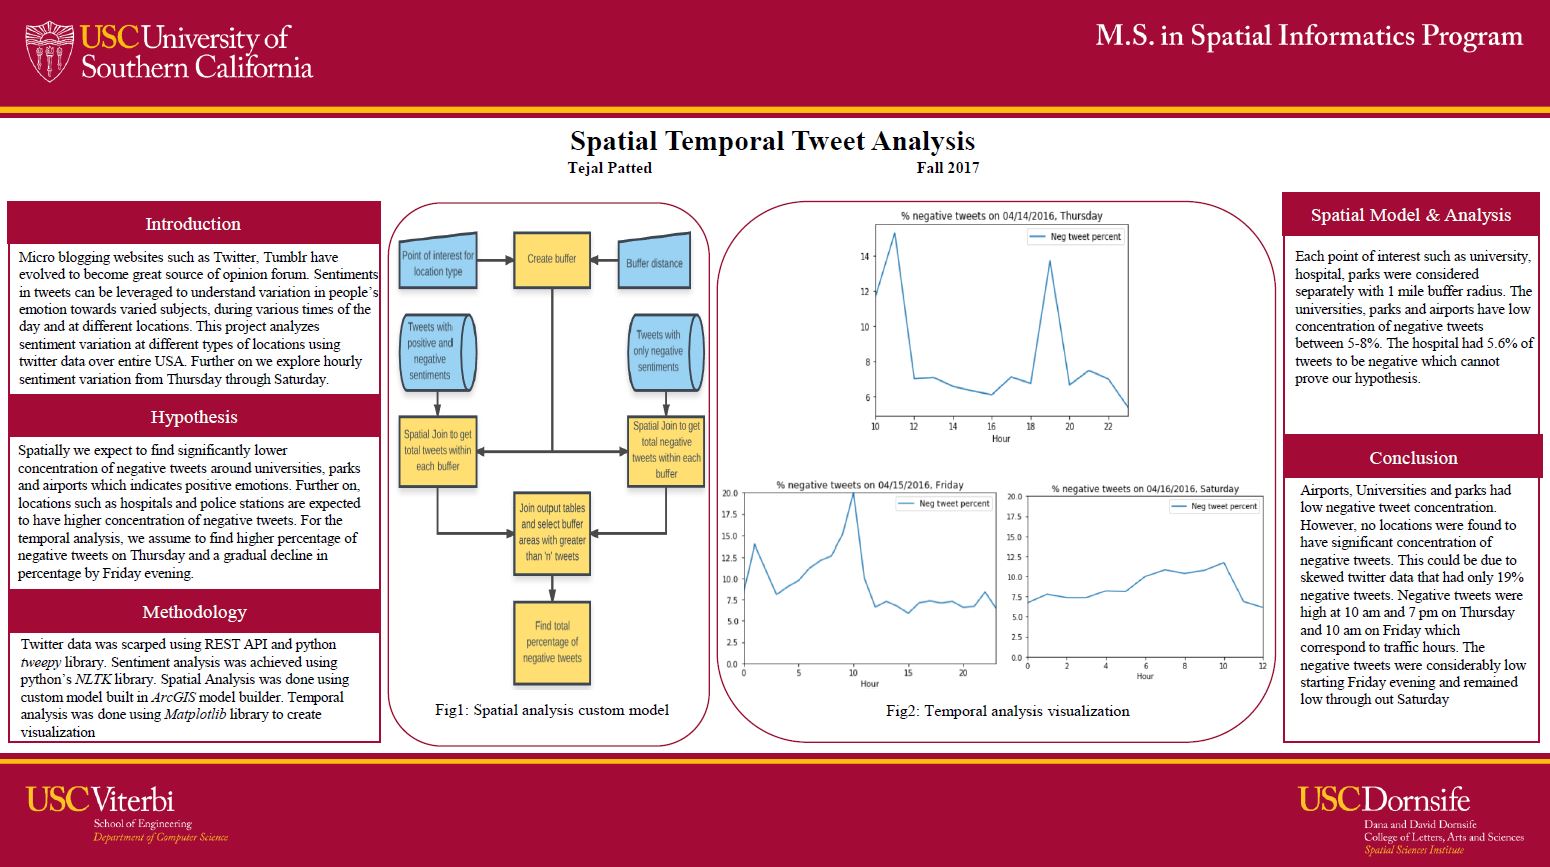 USC University of
Southern California
M.S. in Spatial Informatics Program
Spatial Temporal Tweet Analysis
Tejal Patted Fall 2017
Introduction
Micro blogging websites such as Twitter, Tumblr have
evolved to become great source of opinion forum. Sentiments
in tweets can be leveraged to understand variation in people's
emotion towards varied subjects, during various times of the
day and at different locations. This project analyzes
sentiment variation at different types of locations using
twitter data over entire USA. Further on we explore hourly
sentiment variation from Thursday through Saturday.
Hypothesis
Spatially we expect to find significantly lower
concentration of negative tweets around universities, parks
and airports which indicates positive emotions. Further on,
locations such as hospitals and police stations are expected
to have higher concentration of negative tweets. For the
temporal analysis, we assume to find higher percentage of
negative tweets on Thursday and a gradual decline in
percentage by Friday evening.
Methodology
Twitter data was scarped using REST API and python
tweepy library. Sentiment analysis was achieved using
python's NLTK library. Spatial Analysis was done using
custom model built in ArcGIS model builder. Temporal
analysis was done using Matplotlib library to create
visualization
Point of interest for
location type
Create buffer
Buffer distance
Tweets with
positive and
negative
sentiments
Tweets with
only negative
sentiments
Spatial Join to get
total tweets within
each buffer
Spatial Join to get
total negative
tweets within each
buffer
Join output tables
and select buffer
areas with greater
than 'n' tweets
Find total
percentage of
negative tweets
Fig1: Spatial analysis custom model
% negative tweets on 04/14/2016, Thursday
Neg tweet percent
14
12
10
8
6
10 12 14 16 18 20 22
Hour
% negative tweets on 04/15/2016, Friday
Neg tweet percent
20.0
17.5
15.0
12.5
10.0
7.5
5.0
2.5
0.0
0 5 10 15 20
Hour
% negative tweets on 04/16/2016, Saturday
Neg tweet percent
20.0
17.5
15.0
12.5
10.0
7.5
5.0
2.5
0.0
0 2 4 6 8 10 12
Hour
Fig2: Temporal analysis visualization
Spatial Model & Analysis
Each point of interest such as university,
hospital, parks were considered
separately with 1 mile buffer radius. The
universities, parks and airports have low
concentration of negative tweets
between 5-8%. The hospital had 5.6% of
tweets to be negative which cannot
prove our hypothesis.
Conclusion
Airports, Universities and parks had
low negative tweet concentration.
However, no locations were found to
have significant concentration of
negative tweets. This could be due to
skewed twitter data that had only 19%
negative tweets. Negative tweets were
high at 10 am and 7 pm on Thursday
and 10 am on Friday which
correspond to traffic hours. The
negative tweets were considerably low
starting Friday evening and remained
low through out Saturday
USC Viterbi
School of Engineering
Department of Computer Science
USC Dornsife
Dana and David Dornsife
College of Letters, Arts and Sciences
Spatial Sciences Institute